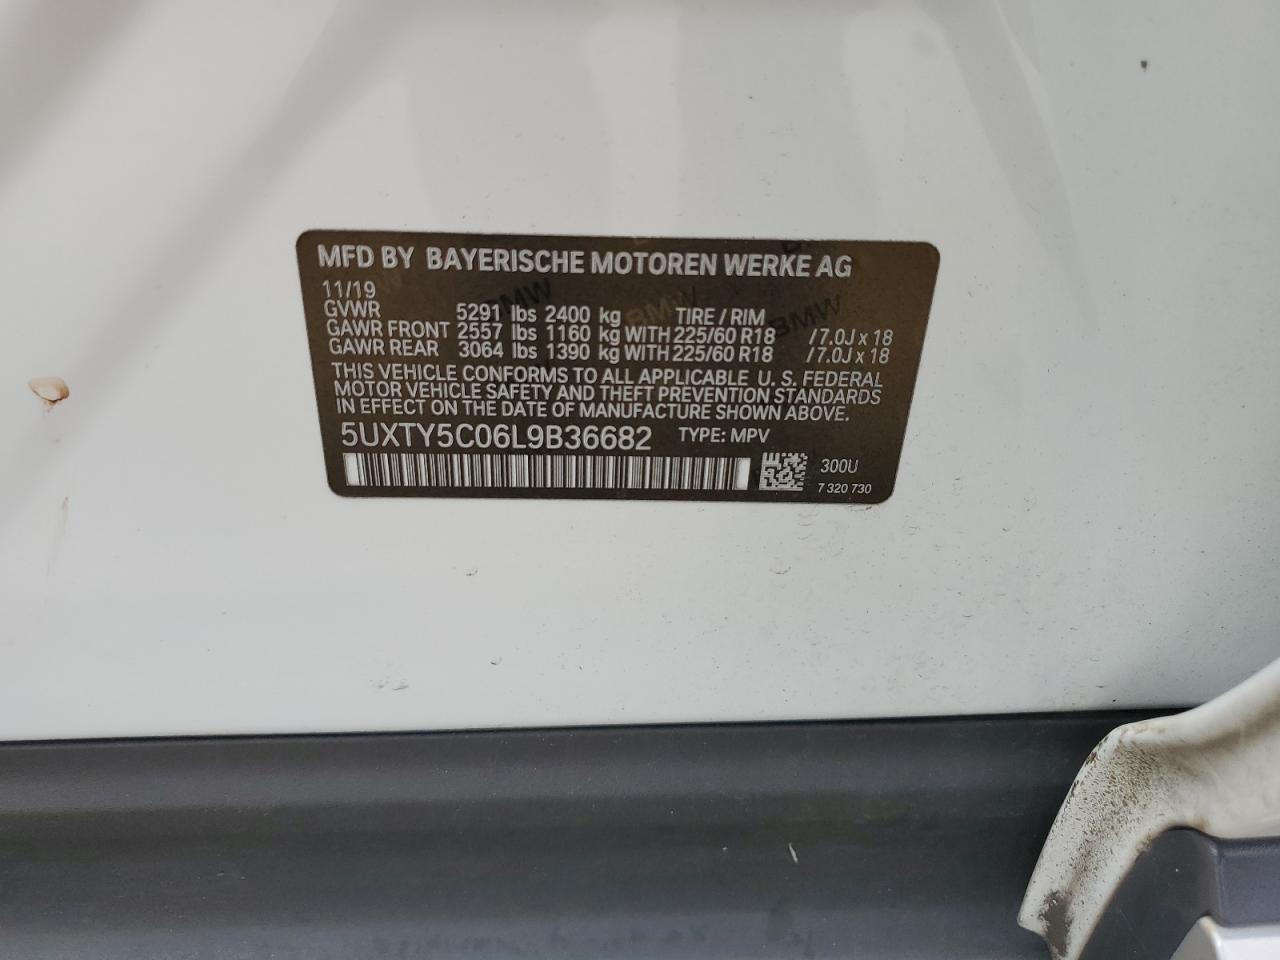 MFD BY BAYERISCHE MOTOREN WERKE AG
11/19
GVWR 5291 lbs 2400 kg TIRE / RIM
GAWR FRONT 2557 lbs 1160 kg WITH 225/60 R18 / 7.0J x 18
GAWR REAR 3064 lbs 1390 kg WITH 225/60 R18 / 7.0J x 18
THIS VEHICLE CONFORMS TO ALL APPLICABLE U. S. FEDERAL
MOTOR VEHICLE SAFETY AND THEFT PREVENTION STANDARDS
IN EFFECT ON THE DATE OF MANUFACTURE SHOWN ABOVE.
5UXTY5C06L9B36682 TYPE: MPV
300U
7 320 730